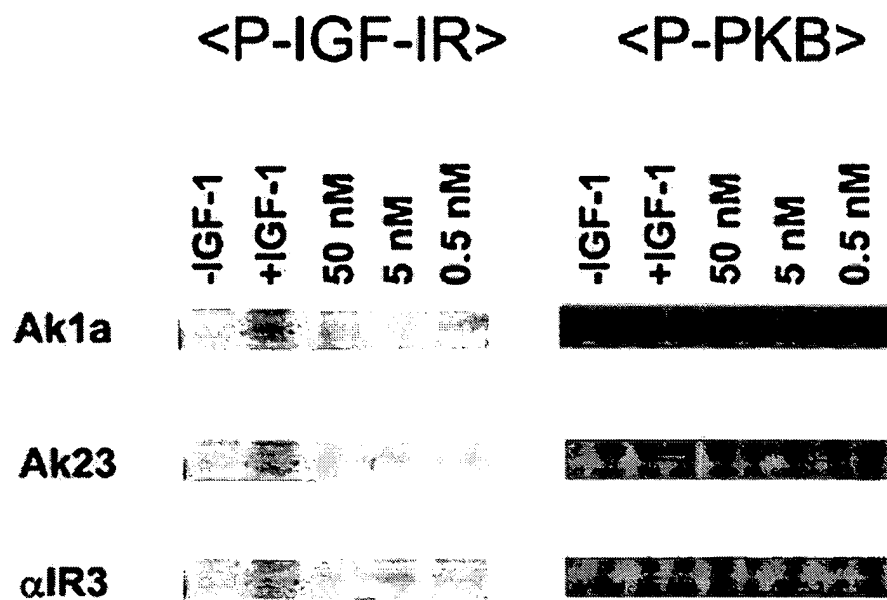 <P-IGF-IR> <P-PKB>
-IGF-1 +IGF-1 50 nM 5 nM 0.5 nM -IGF-1 +IGF-1 50 nM 5 nM 0.5 nM
Ak1a
Ak23
αIR3